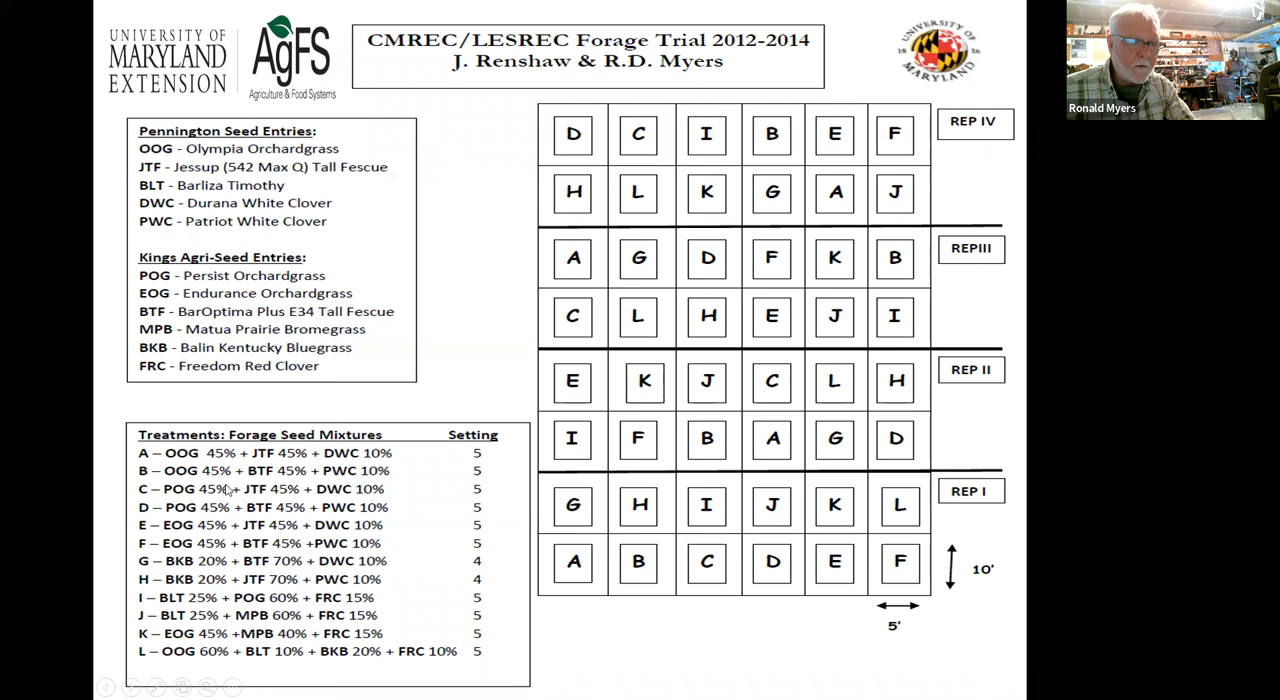 UNIVERSITY OF
MARYLAND
EXTENSION
AgFS
Agriculture & Food Systems
CMREC/LESREC Forage Trial 2012-2014
J. Renshaw & R.D. Myers
UNIVERSITY OF
18 56
MARYLAND
Ronald Myers
Pennington Seed Entries:
OOG - Olympia Orchardgrass
JTF - Jessup (542 Max Q) Tall Fescue
BLT - Barliza Timothy
DWC - Durana White Clover
PWC - Patriot White Clover
Kings Agri-Seed Entries:
POG - Persist Orchardgrass
EOG - Endurance Orchardgrass
BTF - BarOptima Plus E34 Tall Fescue
MPB - Matua Prairie Bromegrass
BKB - Balin Kentucky Bluegrass
FRC - Freedom Red Clover
Treatments: Forage Seed Mixtures Setting
A – OOG 45% + JTF 45% + DWC 10% 5
B – OOG 45% + BTF 45% + PWC 10% 5
C – POG 45% + JTF 45% + DWC 10% 5
D – POG 45% + BTF 45% + PWC 10% 5
E – EOG 45% + JTF 45% + DWC 10% 5
F – EOG 45% + BTF 45% +PWC 10% 5
G – BKB 20% + BTF 70% + DWC 10% 4
H – BKB 20% + JTF 70% + PWC 10% 4
I – BLT 25% + POG 60% + FRC 15% 5
J – BLT 25% + MPB 60% + FRC 15% 5
K – EOG 45% +MPB 40% + FRC 15% 5
L – OOG 60% + BLT 10% + BKB 20% + FRC 10% 5
D C I B E F REP IV
H L K G A J
A G D F K B REPIII
C L H E J I
E K J C L H REP II
I F B A G D
G H I J K L REP I
A B C D E F
10'
5'